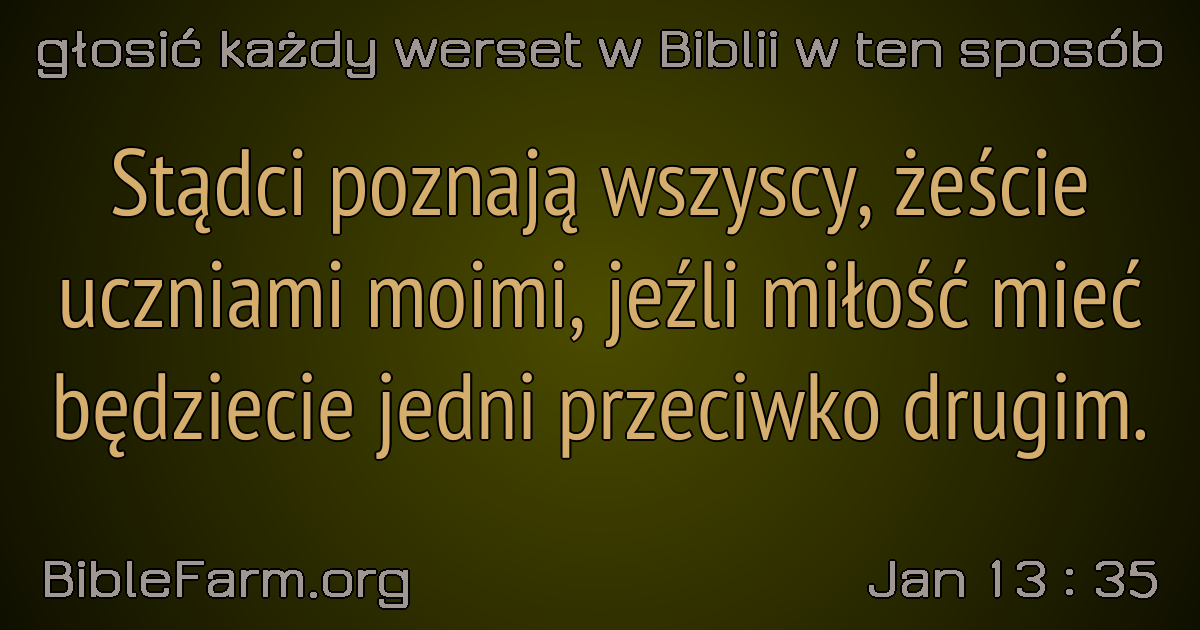 głosić każdy werset w Biblii w ten sposób
Stądci poznają wszyscy, żeście
uczniami moimi, jeźli miłość mieć
będziecie jedni przeciwko drugim.
BibleFarm.org
Jan 13 : 35